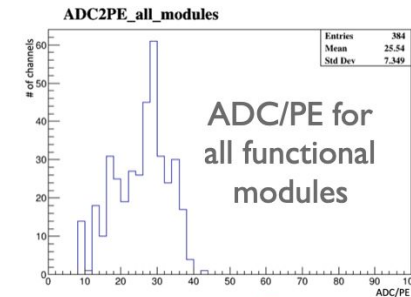 ADC2PE_all_modules
Entries 384
Mean 25.54
Std Dev 7.349
# of channels
60
50
40
30
20
10
0
ADC/PE for
all functional
modules
0 10 20 30 40 50 60 70 80 90 100
ADC/PE